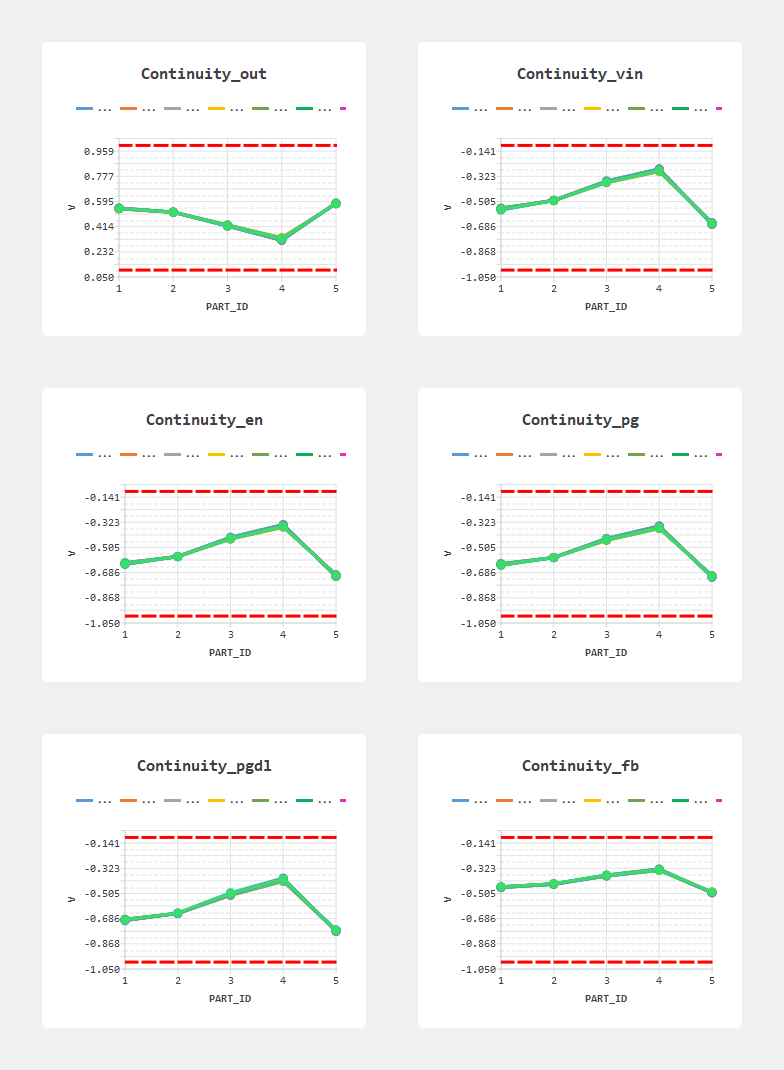 Continuity_out
... ... ... ... ... ...
0.959
0.777
0.595
0.414
0.232
0.050
V
1 2 3 4 5
PART_ID
Continuity_vin
... ... ... ... ... ...
-0.141
-0.323
-0.505
-0.686
-0.868
-1.050
V
1 2 3 4 5
PART_ID
Continuity_en
... ... ... ... ... ...
-0.141
-0.323
-0.505
-0.686
-0.868
-1.050
V
1 2 3 4 5
PART_ID
Continuity_pg
... ... ... ... ... ...
-0.141
-0.323
-0.505
-0.686
-0.868
-1.050
V
1 2 3 4 5
PART_ID
Continuity_pgdl
... ... ... ... ... ...
-0.141
-0.323
-0.505
-0.686
-0.868
-1.050
V
1 2 3 4 5
PART_ID
Continuity_fb
... ... ... ... ... ...
-0.141
-0.323
-0.505
-0.686
-0.868
-1.050
V
1 2 3 4 5
PART_ID